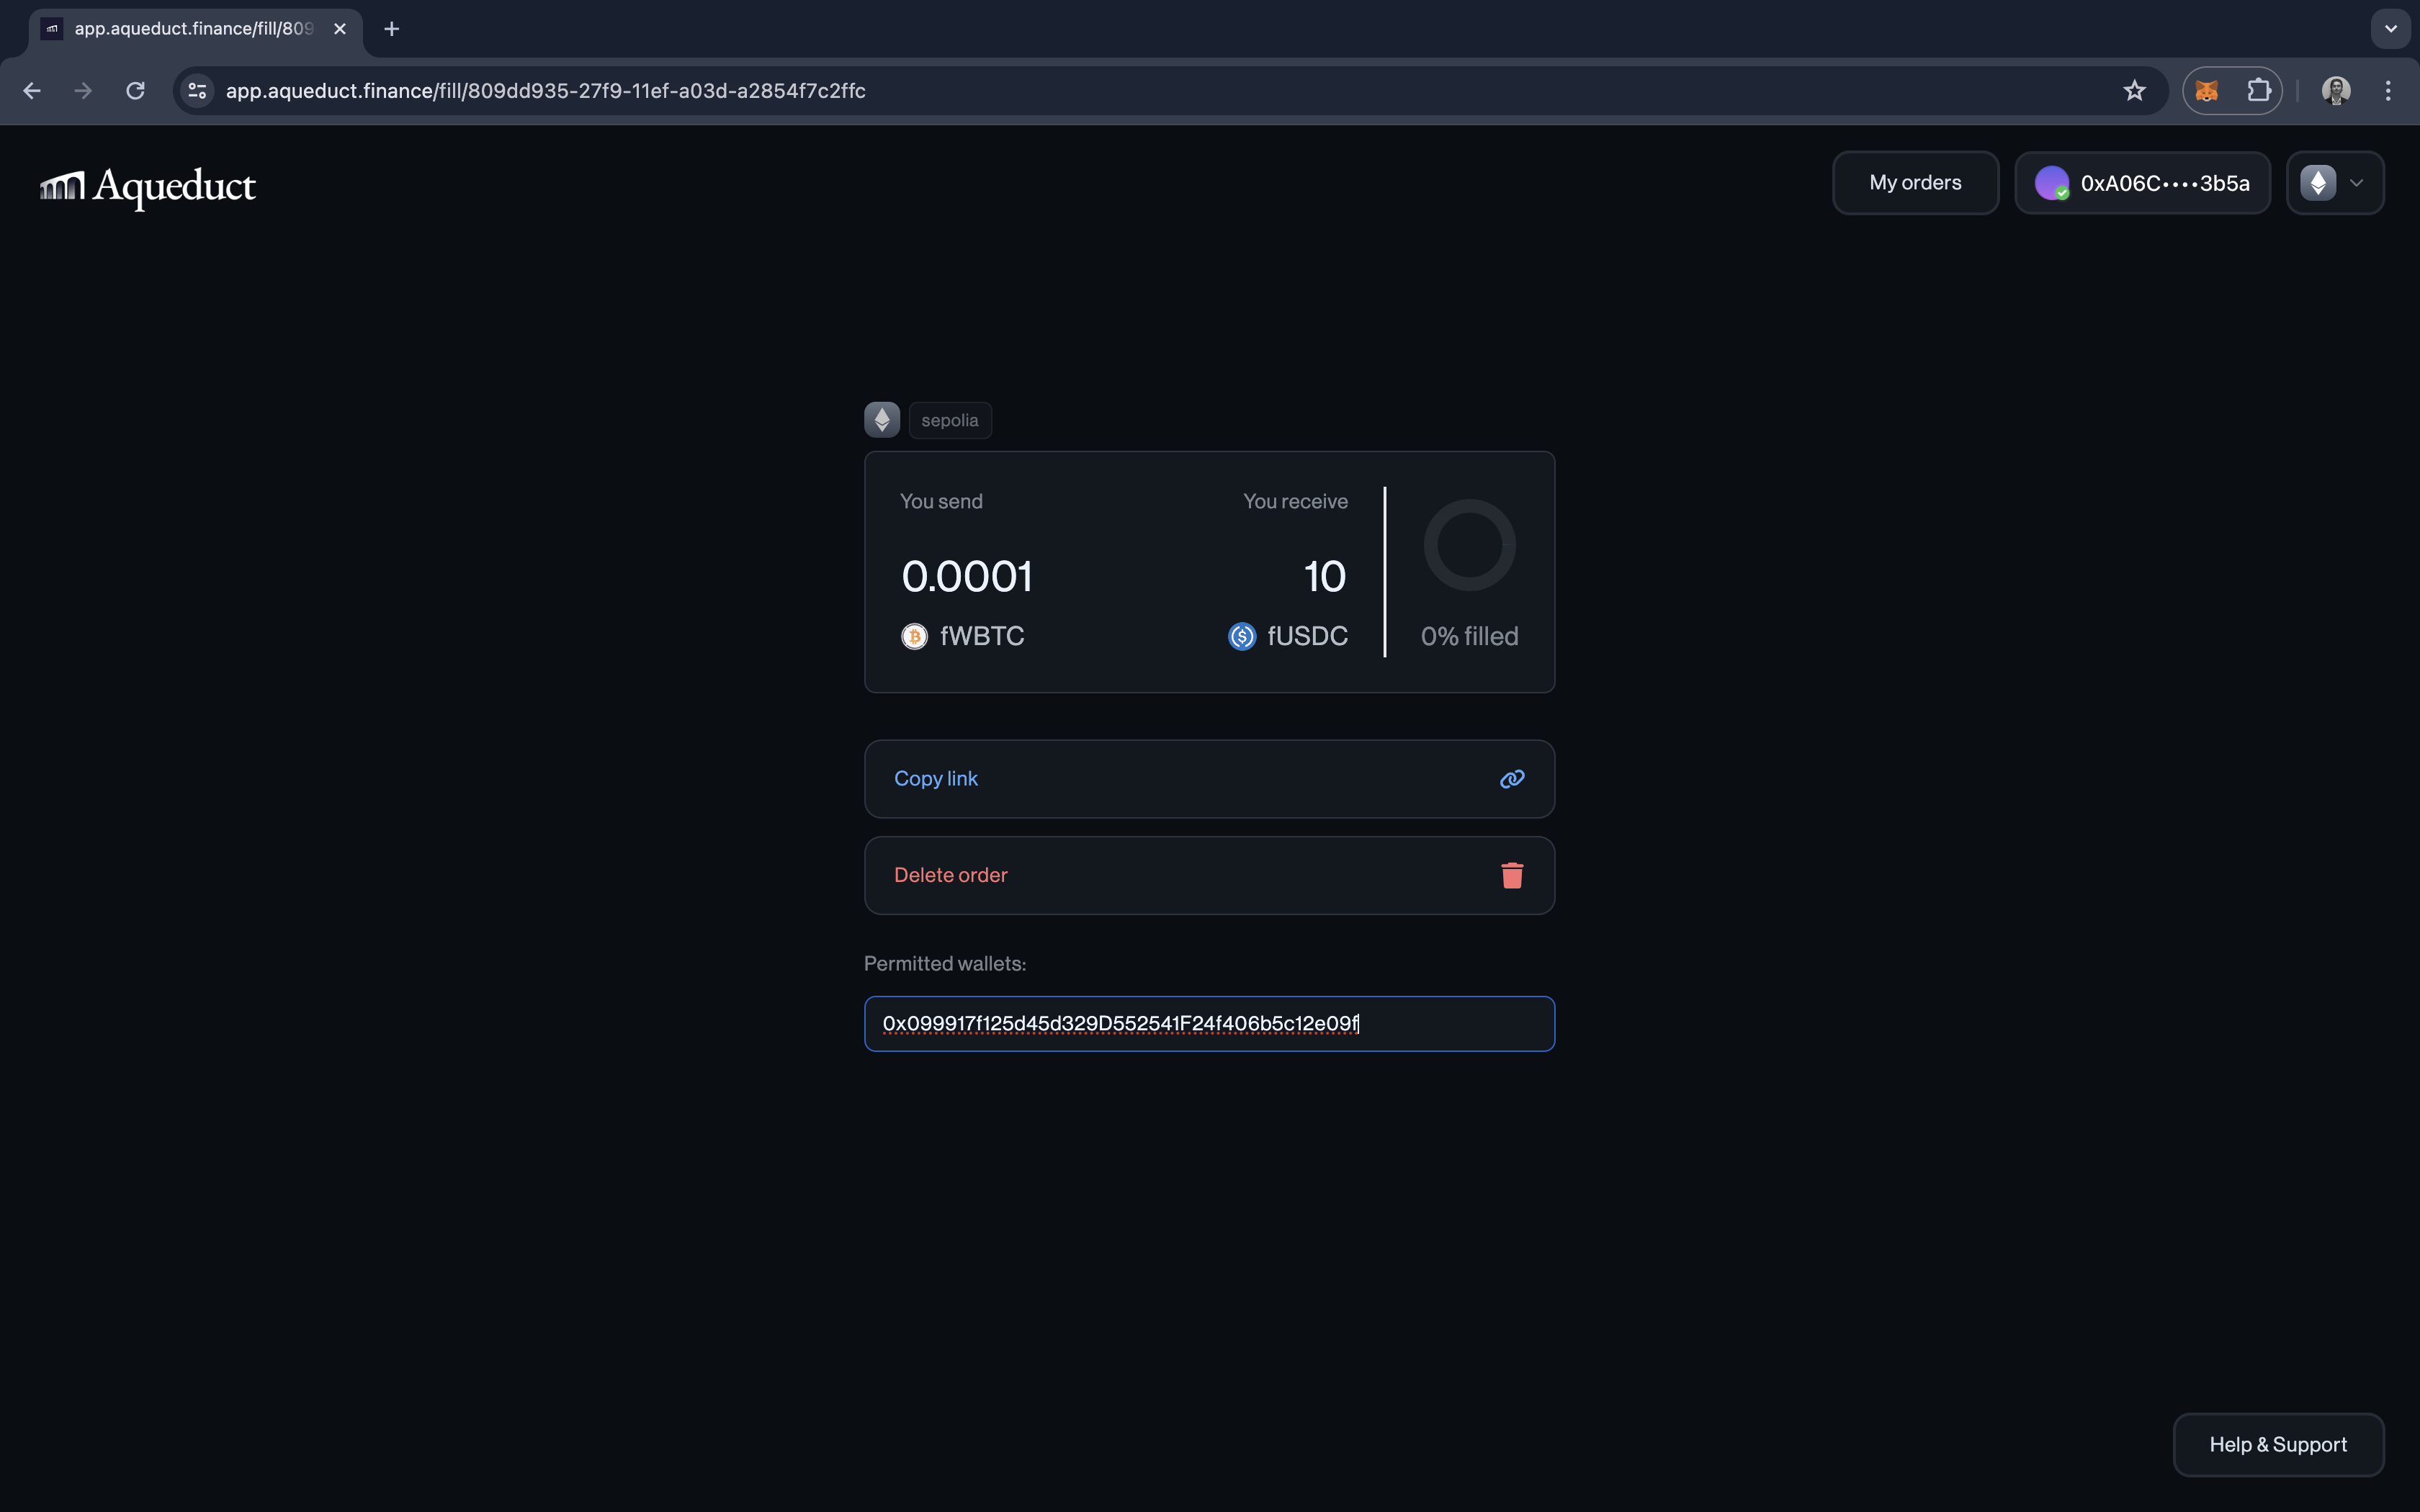 app.aqueduct.finance/fill/809
app.aqueduct.finance/fill/809dd935-27f9-11ef-a03d-a2854f7c2ffc
Aqueduct
My orders
0xA06C••••3b5a
sepolia
You send
You receive
0.0001
10
fWBTC
fUSDC
0% filled
Copy link
Delete order
Permitted wallets:
0x099917f125d45d329D552541F24f406b5c12e09f
Help & Support